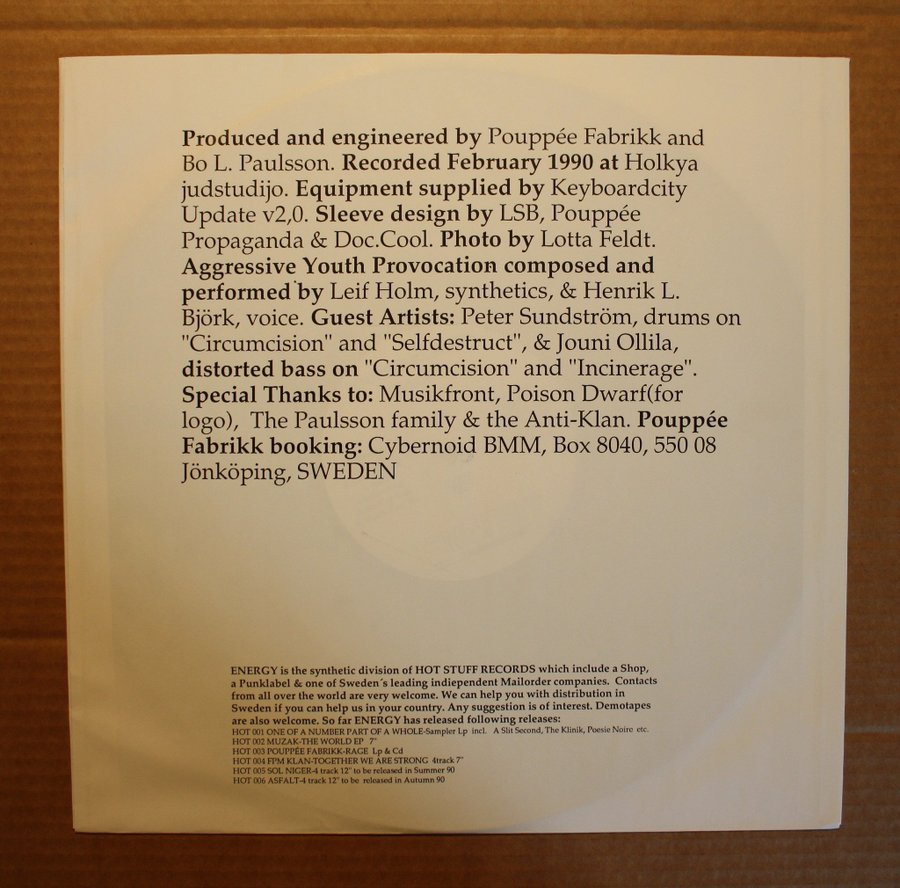 Produced and engineered by Pouppée Fabrikk and
Bo L. Paulsson. Recorded February 1990 at Holkya
judstudijo. Equipment supplied by Keyboardcity
Update v2,0. Sleeve design by LSB, Pouppée
Propaganda & Doc.Cool. Photo by Lotta Feldt.
Aggressive Youth Provocation composed and
performed by Leif Holm, synthetics, & Henrik L.
Björk, voice. Guest Artists: Peter Sundström, drums on
"Circumcision" and "Selfdestruct", & Jouni Ollila,
distorted bass on "Circumcision" and "Incinerage".
Special Thanks to: Musikfront, Poison Dwarf(for
logo), The Paulsson family & the Anti-Klan. Pouppée
Fabrikk booking: Cybernoid BMM, Box 8040, 550 08
Jönköping, SWEDEN
ENERGY is the synthetic division of HOT STUFF RECORDS which include a Shop,
a Punklabel & one of Sweden´s leading indiependent Mailorder companies. Contacts
from all over the world are very welcome. We can help you with distribution in
Sweden if you can help us in your country. Any suggestion is of interest. Demotapes
are also welcome. So far ENERGY has released following releases:
HOT 001 ONE OF A NUMBER PART OF A WHOLE-Sampler Lp incl. A Slit Second, The Klinik, Poesie Noire etc.
HOT 002 MUZAK-THE WORLD EP 7"
HOT 003 POUPPÉE FABRIKK-RAGE Lp & Cd
HOT 004 FPM KLAN-TOGETHER WE ARE STRONG 4track 7"
HOT 005 SOL NIGER-4 track 12" to be released in Summer 90
HOT 006 ASFALT-4 track 12" to be released in Autumn 90